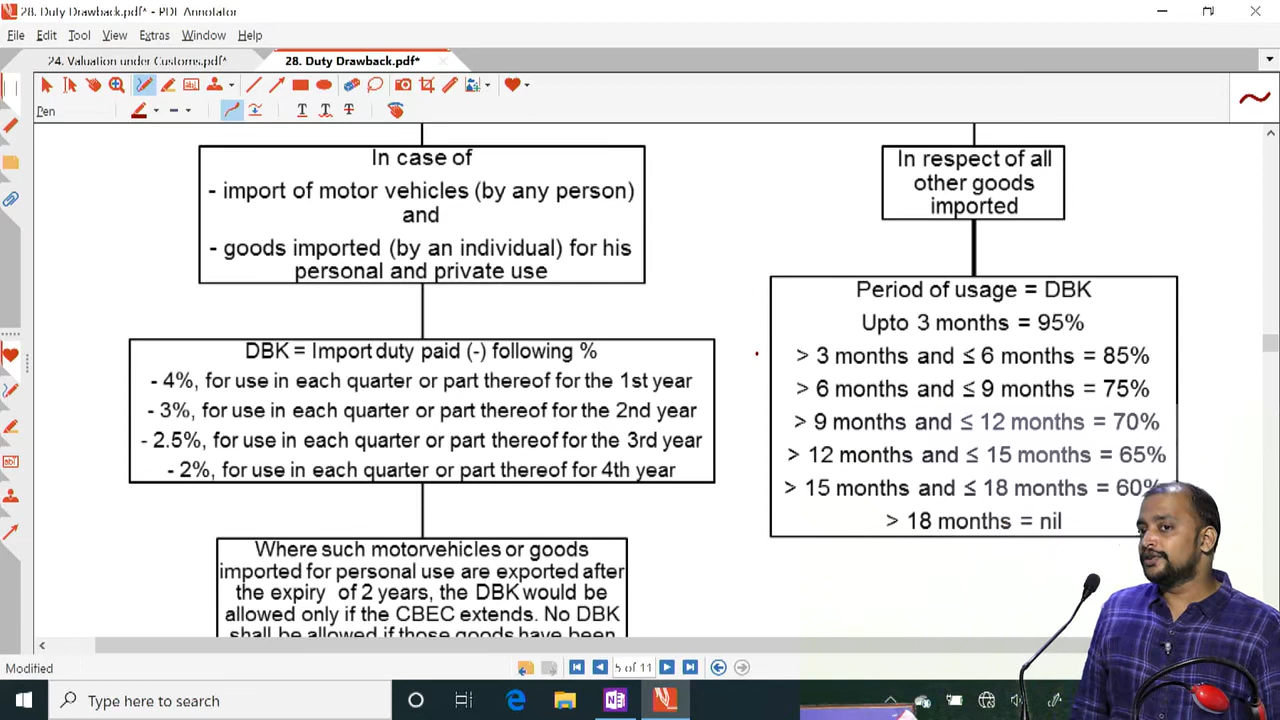 28. Duty Drawback.pdf* - PDF Annotator
File Edit Tool View Extras Window Help
24. Valuation under Customs.pdf*
28. Duty Drawback.pdf*
Pen
In case of
- import of motor vehicles (by any person)
and
- goods imported (by an individual) for his
personal and private use
DBK = Import duty paid (-) following %
- 4%, for use in each quarter or part thereof for the 1st year
- 3%, for use in each quarter or part thereof for the 2nd year
- 2.5%, for use in each quarter or part thereof for the 3rd year
- 2%, for use in each quarter or part thereof for 4th year
Where such motorvehicles or goods
imported for personal use are exported after
the expiry of 2 years, the DBK would be
allowed only if the CBEC extends. No DBK
shall be allowed if those goods have been
In respect of all
other goods
imported
Period of usage = DBK
Upto 3 months = 95%
> 3 months and ≤ 6 months = 85%
> 6 months and ≤ 9 months = 75%
> 9 months and ≤ 12 months = 70%
> 12 months and ≤ 15 months = 65%
> 15 months and ≤ 18 months = 60%
> 18 months = nil
Modified
5 of 11
Type here to search